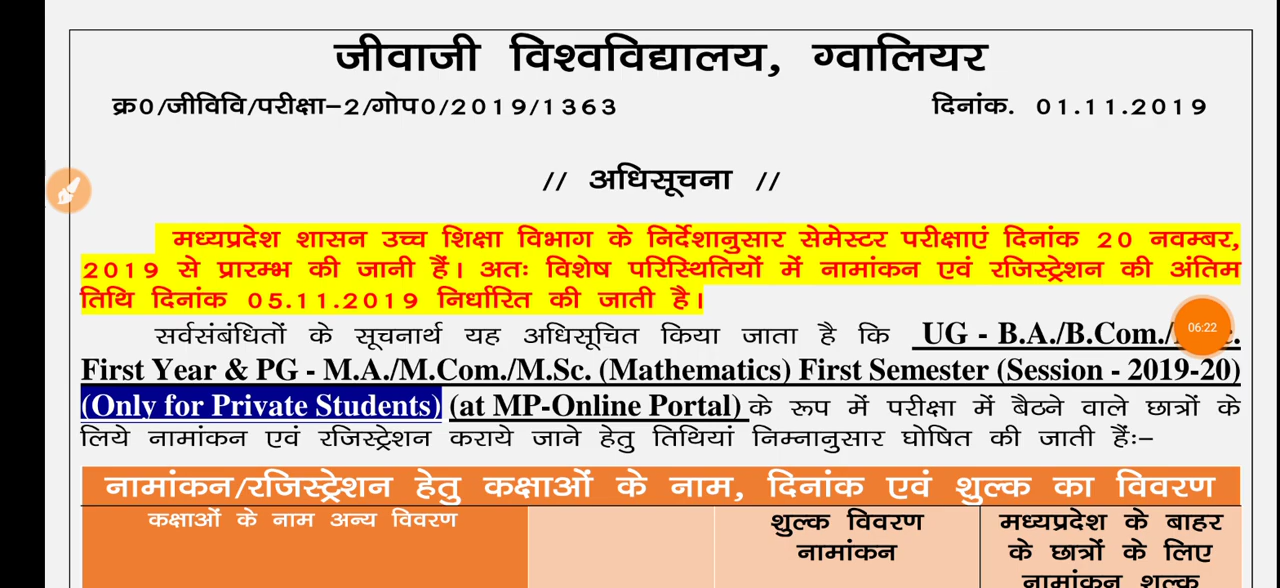 जीवाजी विश्वविद्यालय, ग्वालियर
क्र0/जीविवि/परीक्षा–2/गोप0/2019/1363 दिनांक. 01.11.2019
// अधिसूचना //
मध्यप्रदेश शासन उच्च शिक्षा विभाग के निर्देशानुसार सेमेस्टर परीक्षाएं दिनांक 20 नवम्बर,
2019 से प्रारम्भ की जानी हैं। अतः विशेष परिस्थितियों में नामांकन एवं रजिस्ट्रेशन की अंतिम
तिथि दिनांक 05.11.2019 निर्धारित की जाती है।
06:22
सर्वसंबंधितों के सूचनार्थ यह अधिसूचित किया जाता है कि UG - B.A./B.Com./
First Year & PG - M.A./M.Com./M.Sc. (Mathematics) First Semester (Session - 2019-20)
(Only for Private Students) (at MP-Online Portal) के रूप में परीक्षा में बैठने वाले छात्रों के
लिये नामांकन एवं रजिस्ट्रेशन कराये जाने हेतु तिथियां निम्नानुसार घोषित की जाती हैंः–
नामांकन/रजिस्ट्रेशन हेतु कक्षाओं के नाम, दिनांक एवं शुल्क का विवरण
कक्षाओं के नाम अन्य विवरण
शुल्क विवरण
नामांकन
मध्यप्रदेश के बाहर
के छात्रों के लिए
नामांकन शुल्क